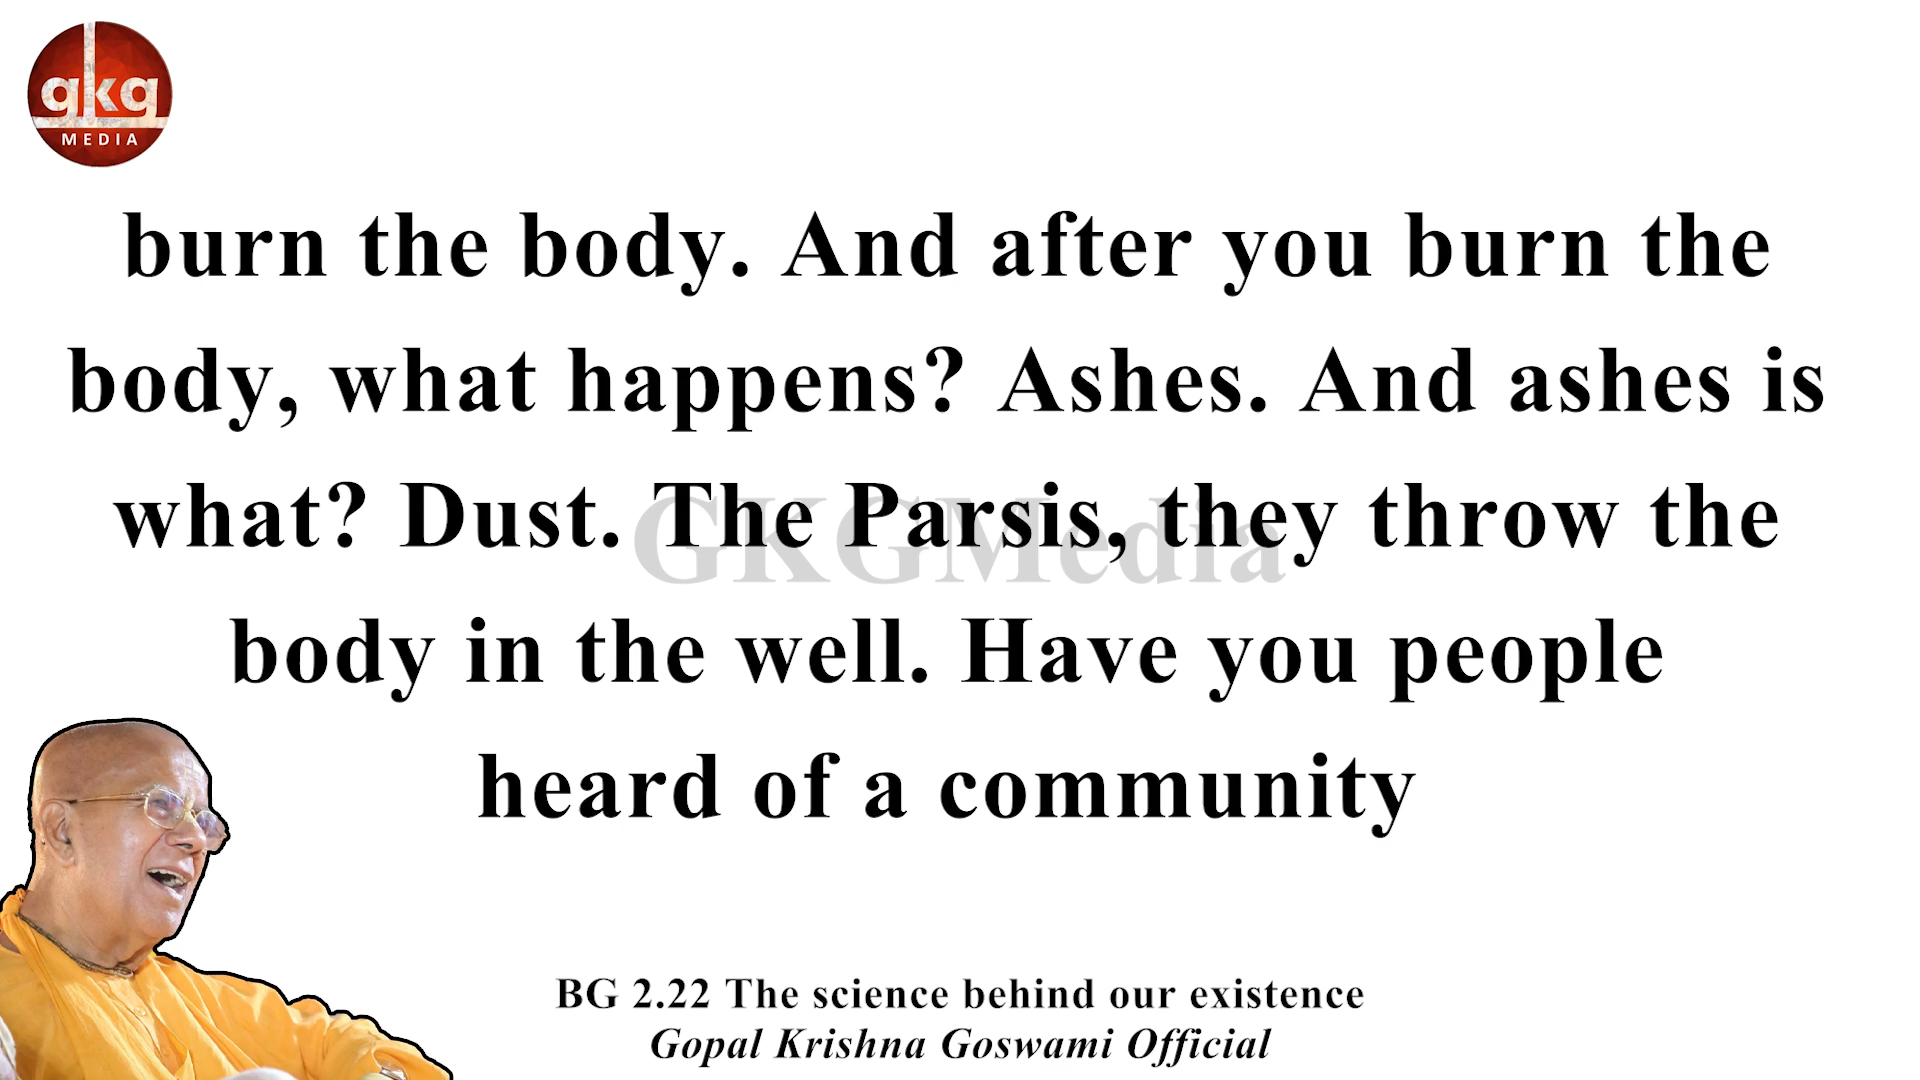 gkg
MEDIA
burn the body. And after you burn the
body, what happens? Ashes. And ashes is
what? Dust. The Parsis, they throw the
GKGMedia
body in the well. Have you people
heard of a community
BG 2.22 The science behind our existence
Gopal Krishna Goswami Official